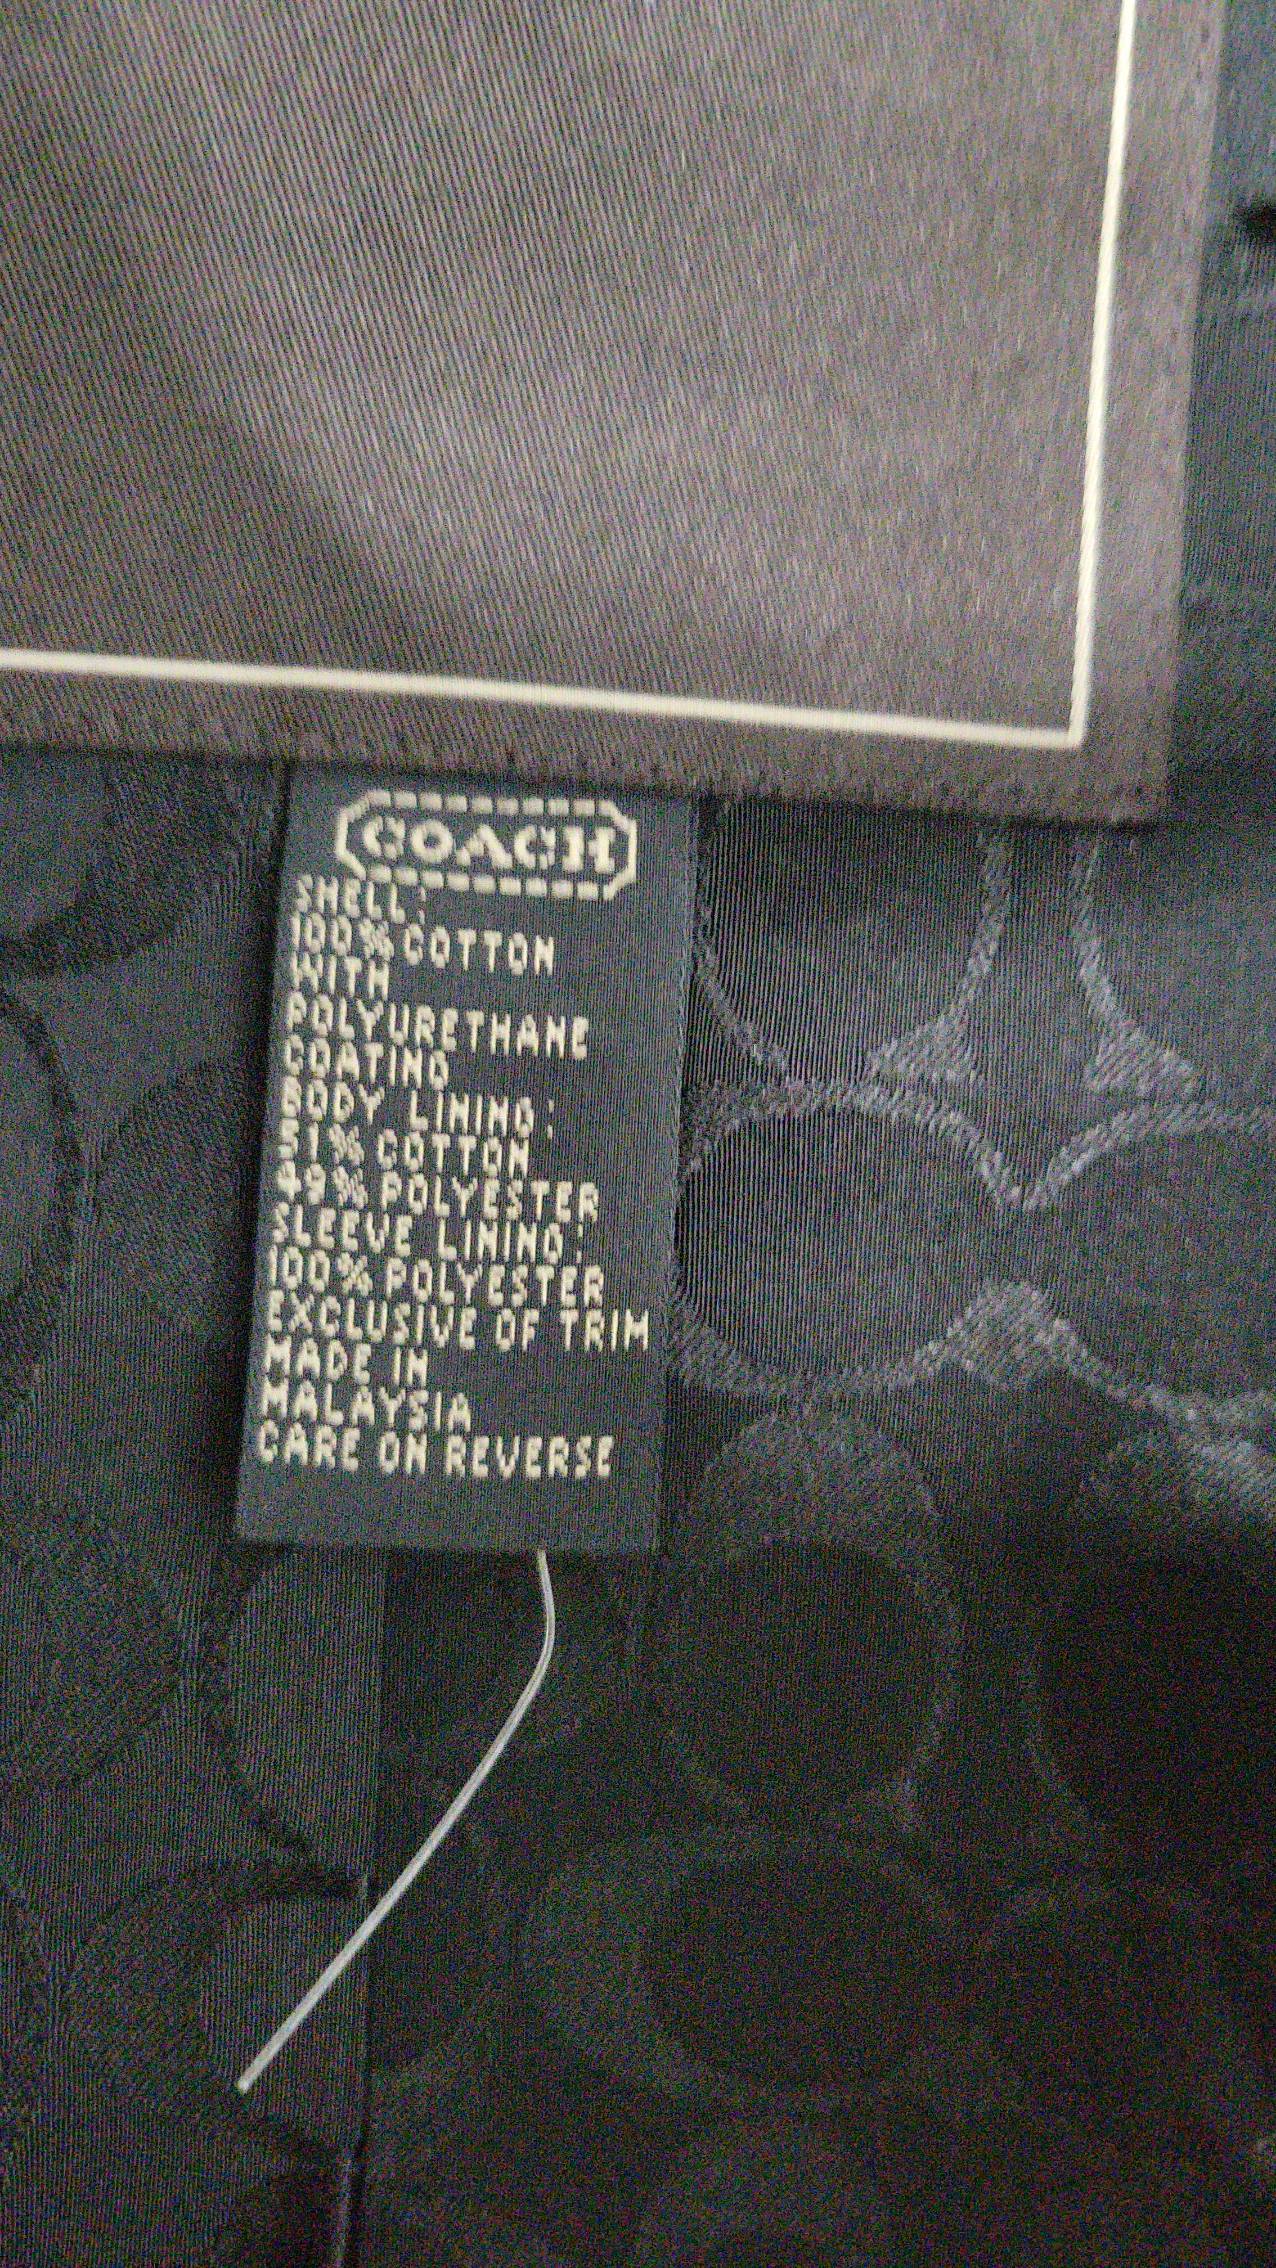 COACH
SHELL:
100% COTTON
WITH
POLYURETHANE
COATING
BODY LINING:
51% COTTON
49% POLYESTER
SLEEVE LINING:
100% POLYESTER
EXCLUSIVE OF TRIM
MADE IN
MALAYSIA
CARE ON REVERSE